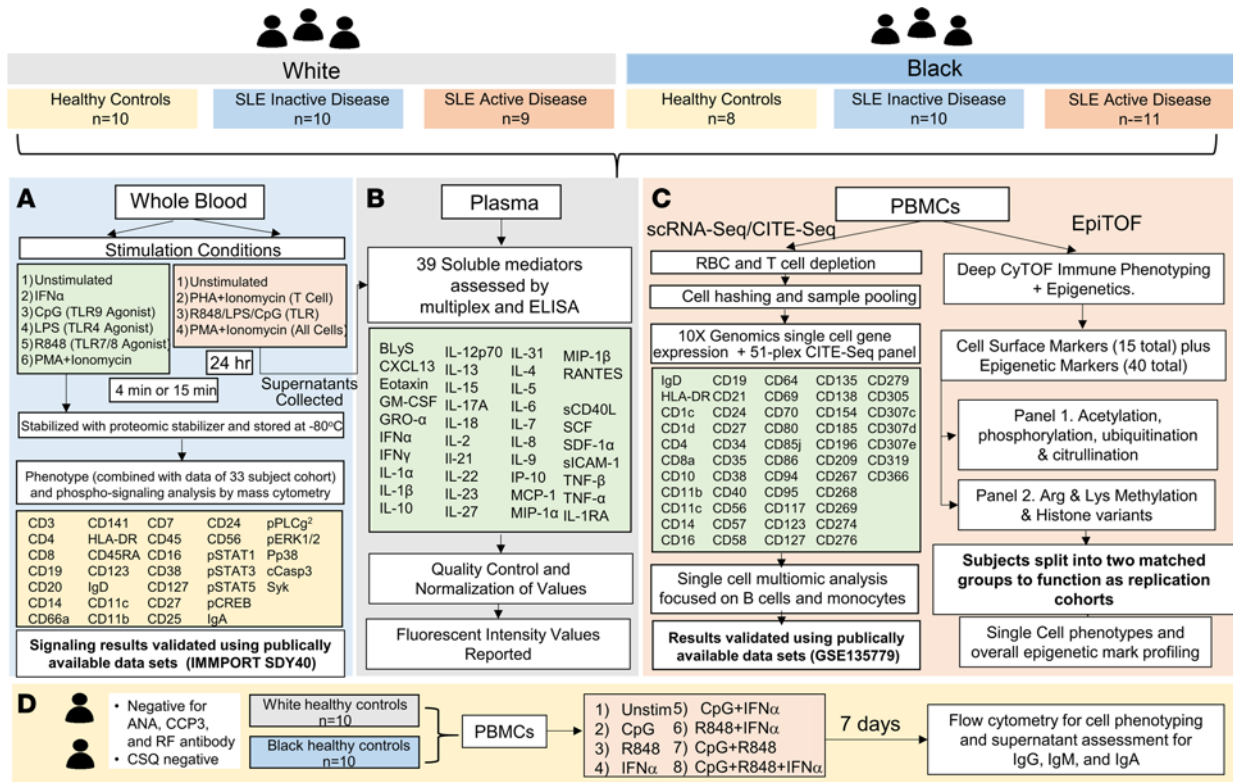 White
Black
Healthy Controls
n=10
SLE Inactive Disease
n=10
SLE Active Disease
n=9
Healthy Controls
n=8
SLE Inactive Disease
n=10
SLE Active Disease
n-=11
A
Whole Blood
Stimulation Conditions
1)Unstimulated
2)IFNα
3)CpG (TLR9 Agonist)
4)LPS (TLR4 Agonist)
5)R848 (TLR7/8 Agonist)
6)PMA+Ionomycin
1)Unstimulated
2)PHA+Ionomycin (T Cell)
3)R848/LPS/CpG (TLR)
4)PMA+Ionomycin (All Cells)
24 hr
4 min or 15 min
Supernatants
Collected
Stabilized with proteomic stabilizer and stored at -80ºC
Phenotype (combined with data of 33 subject cohort)
and phospho-signaling analysis by mass cytometry
CD3 CD141 CD7 CD24 pPLCg²
CD4 HLA-DR CD45 CD56 pERK1/2
CD8 CD45RA CD16 pSTAT1 Pp38
CD19 CD123 CD38 pSTAT3 cCasp3
CD20 IgD CD127 pSTAT5 Syk
CD14 CD11c CD27 pCREB
CD66a CD11b CD25 IgA
Signaling results validated using publically
available data sets (IMMPORT SDY40)
B
Plasma
39 Soluble mediators
assessed by
multiplex and ELISA
BLyS
CXCL13
Eotaxin
GM-CSF
GRO-α
IFNα
IFNγ
IL-1α
IL-1β
IL-10
IL-12p70
IL-13
IL-15
IL-17A
IL-18
IL-2
Il-21
IL-22
IL-23
IL-27
IL-31
IL-4
IL-5
IL-6
IL-7
IL-8
IL-9
IP-10
MCP-1
MIP-1α
MIP-1β
RANTES
sCD40L
SCF
SDF-1α
sICAM-1
TNF-β
TNF-α
IL-1RA
Quality Control and
Normalization of Values
Fluorescent Intensity Values
Reported
C
PBMCs
scRNA-Seq/CITE-Seq
RBC and T cell depletion
Cell hashing and sample pooling
10X Genomics single cell gene
expression + 51-plex CITE-Seq panel
IgD CD19 CD64 CD135 CD279
HLA-DR CD21 CD69 CD138 CD305
CD1c CD24 CD70 CD154 CD307c
CD1d CD27 CD80 CD185 CD307d
CD4 CD34 CD85j CD196 CD307e
CD8a CD35 CD86 CD209 CD319
CD10 CD38 CD94 CD267 CD366
CD11b CD40 CD95 CD268
CD11c CD56 CD117 CD269
CD14 CD57 CD123 CD274
CD16 CD58 CD127 CD276
Single cell multiomic analysis
focused on B cells and monocytes
Results validated using publically
available data sets (GSE135779)
EpiTOF
Deep CyTOF Immune Phenotyping
+ Epigenetics.
Cell Surface Markers (15 total) plus
Epigenetic Markers (40 total)
Panel 1. Acetylation,
phosphorylation, ubiquitination
& citrullination
Panel 2. Arg & Lys Methylation
& Histone variants
Subjects split into two matched
groups to function as replication
cohorts
Single Cell phenotypes and
overall epigenetic mark profiling
D
• Negative for
ANA, CCP3,
and RF antibody
• CSQ negative
White healthy controls
n=10
Black healthy controls
n=10
PBMCs
1) Unstim 5) CpG+IFNα
2) CpG 6) R848+IFNα
3) R848 7) CpG+R848
4) IFNα 8) CpG+R848+IFNα
7 days
Flow cytometry for cell phenotyping
and supernatant assessment for
IgG, IgM, and IgA